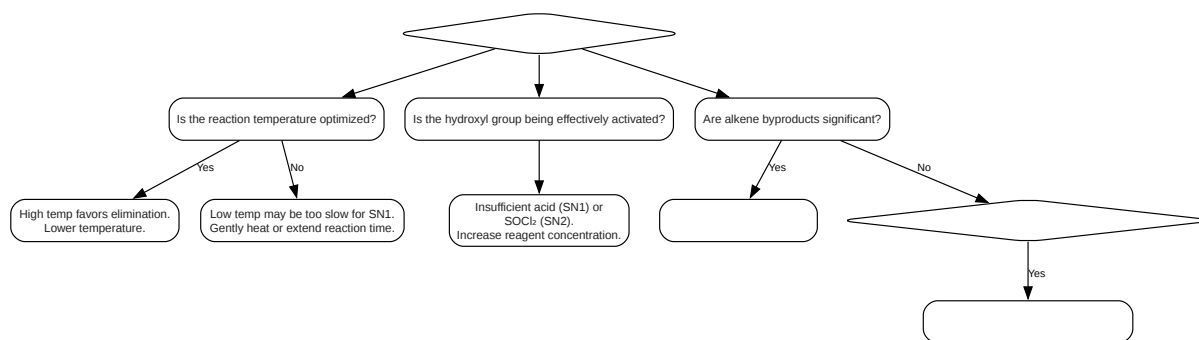 Is the reaction temperature optimized?
Is the hydroxyl group being effectively activated?
Are alkene byproducts significant?
Yes
No
Yes
No
High temp favors elimination.
Lower temperature.
Low temp may be too slow for SN1.
Gently heat or extend reaction time.
Insufficient acid (SN1) or
SOCl₂ (SN2).
Increase reagent concentration.
Yes